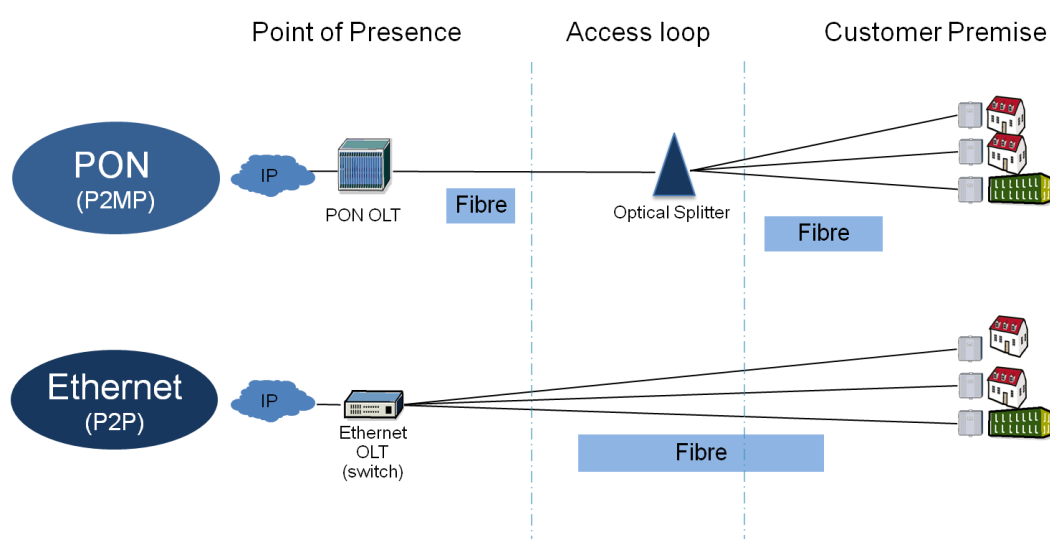 Point of Presence
Access loop
Customer Premise
PON
(P2MP)
IP
PON OLT
Fibre
Optical Splitter
Fibre
Ethernet
(P2P)
IP
Ethernet
OLT
(switch)
Fibre